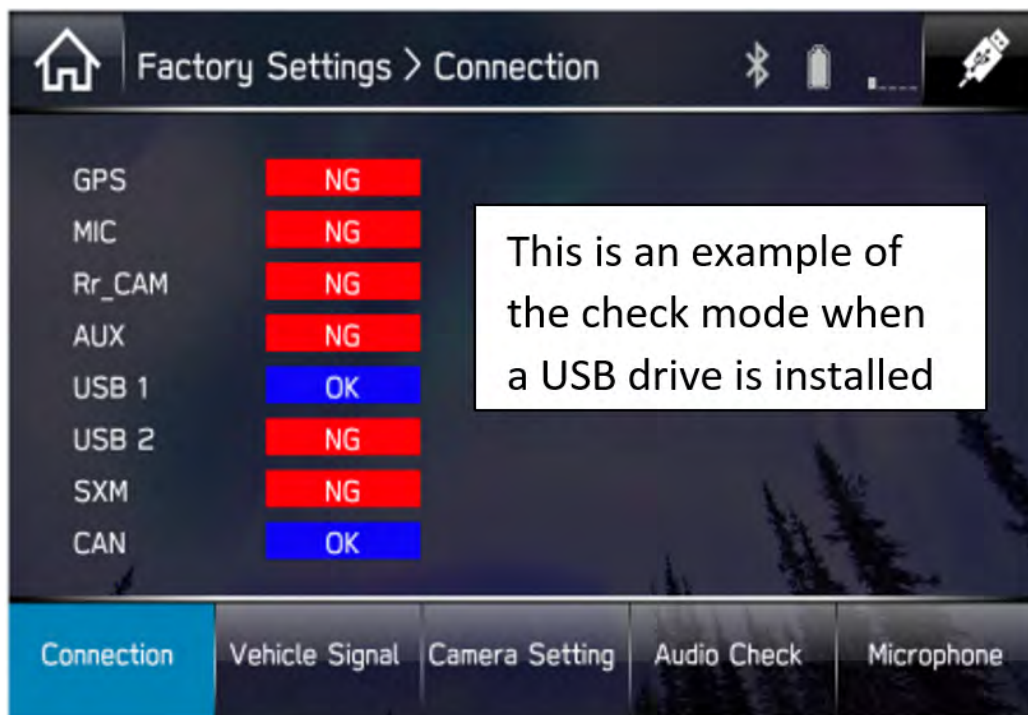 Factory Settings > Connection
GPS NG
MIC NG
Rr_CAM NG
AUX NG
USB 1 OK
USB 2 NG
SXM NG
CAN OK
This is an example of
the check mode when
a USB drive is installed
Connection Vehicle Signal Camera Setting Audio Check Microphone